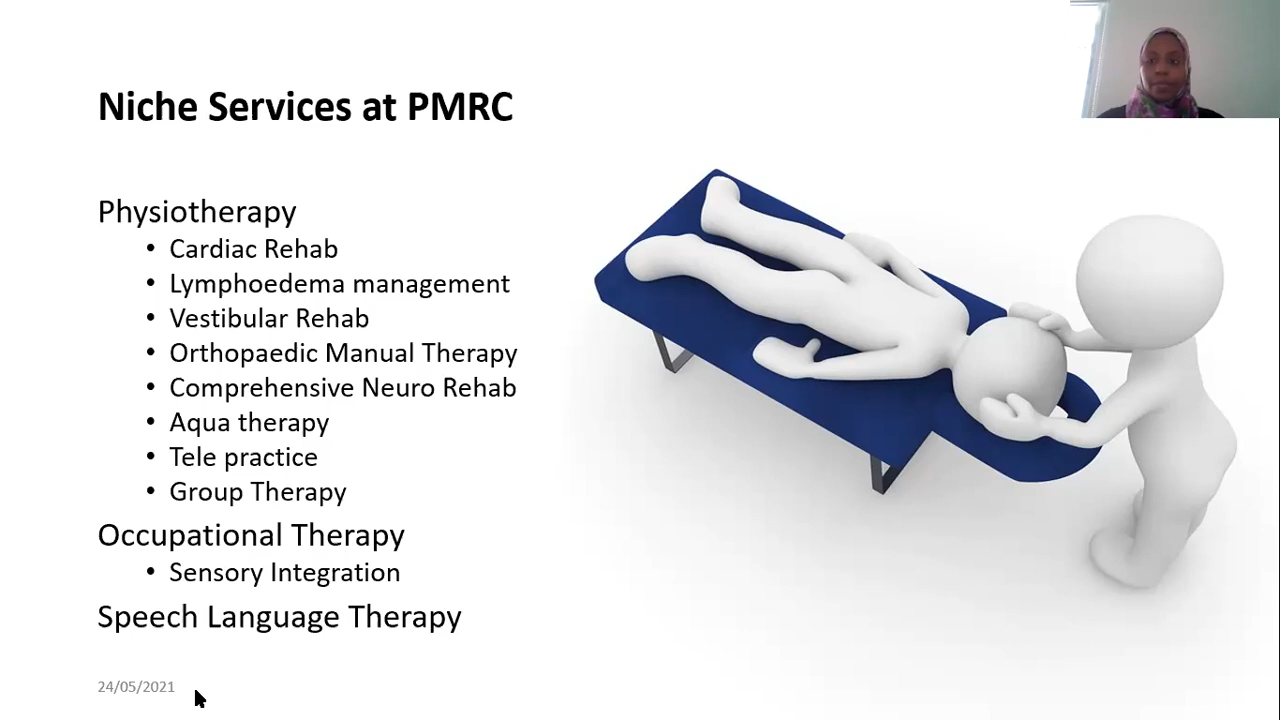 Niche Services at PMRC
Physiotherapy
• Cardiac Rehab
• Lymphoedema management
• Vestibular Rehab
• Orthopaedic Manual Therapy
• Comprehensive Neuro Rehab
• Aqua therapy
• Tele practice
• Group Therapy
Occupational Therapy
• Sensory Integration
Speech Language Therapy
24/05/2021